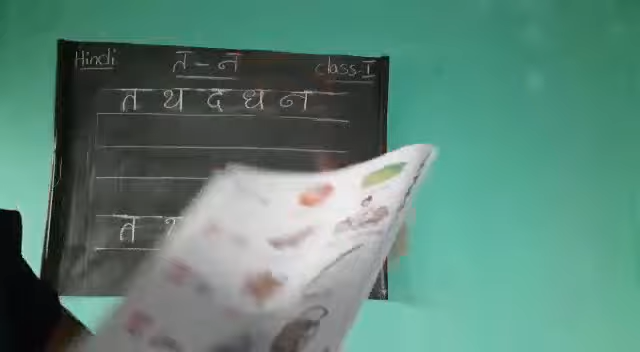 Hindi त - न class-I
त थ द ध न
त थ